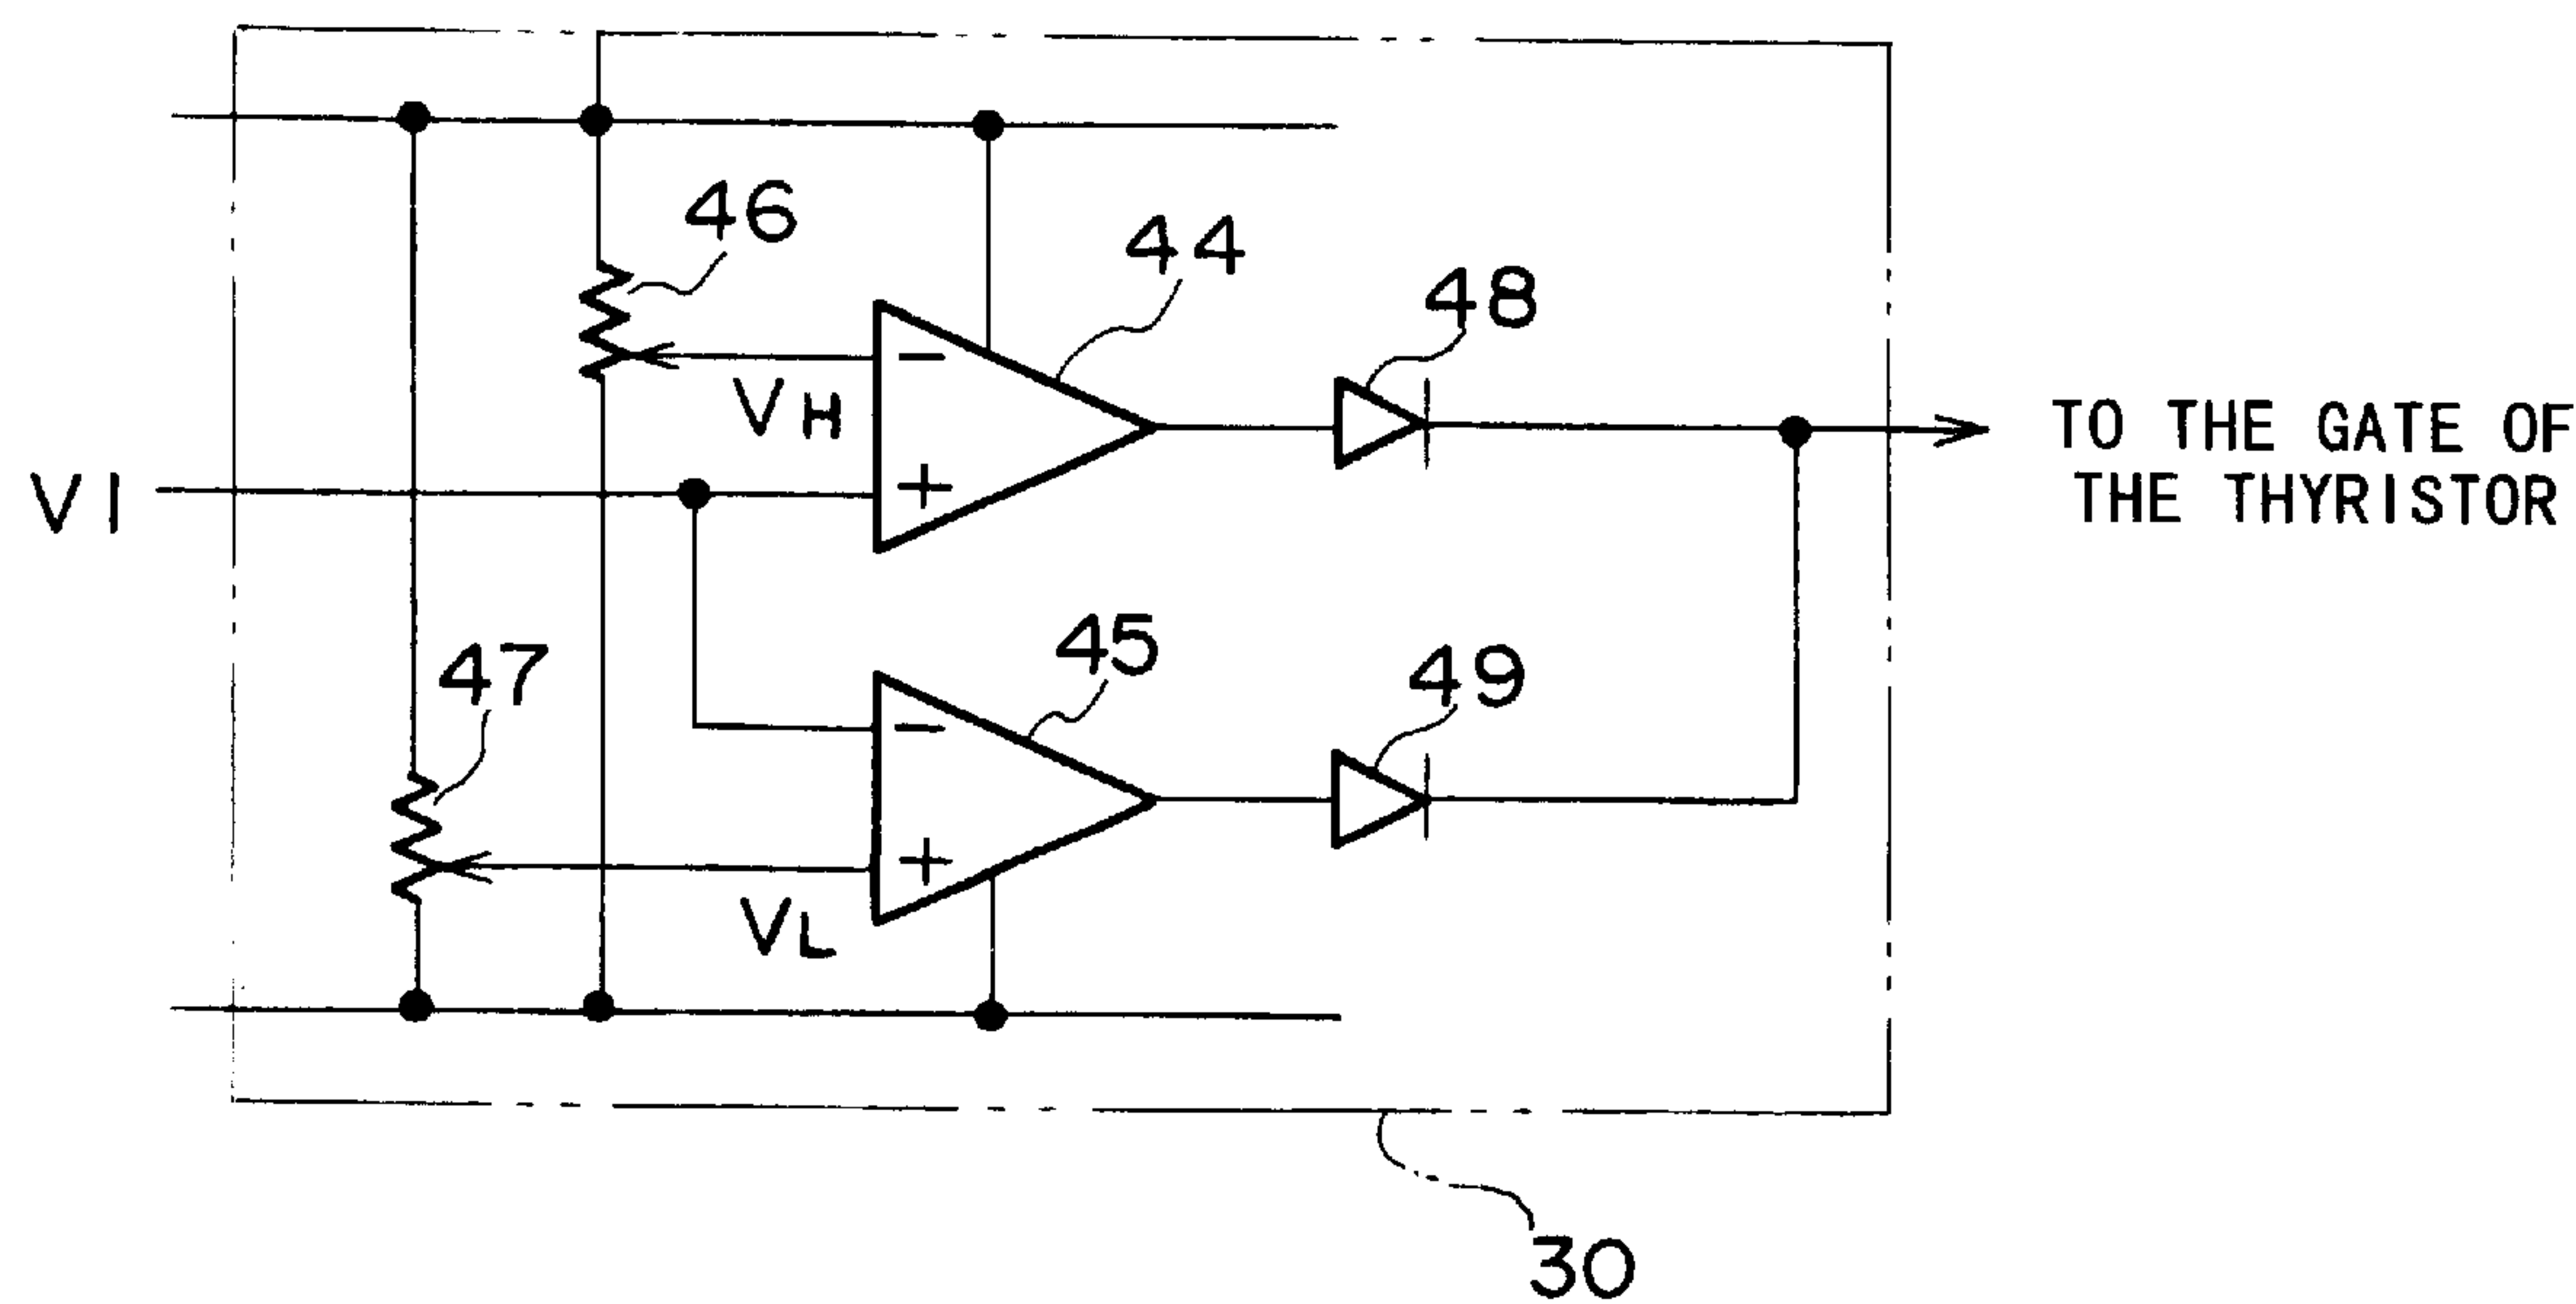 46
44
48
VH
TO THE GATE OF
THE THYRISTOR
VI
45
47
49
VL
30